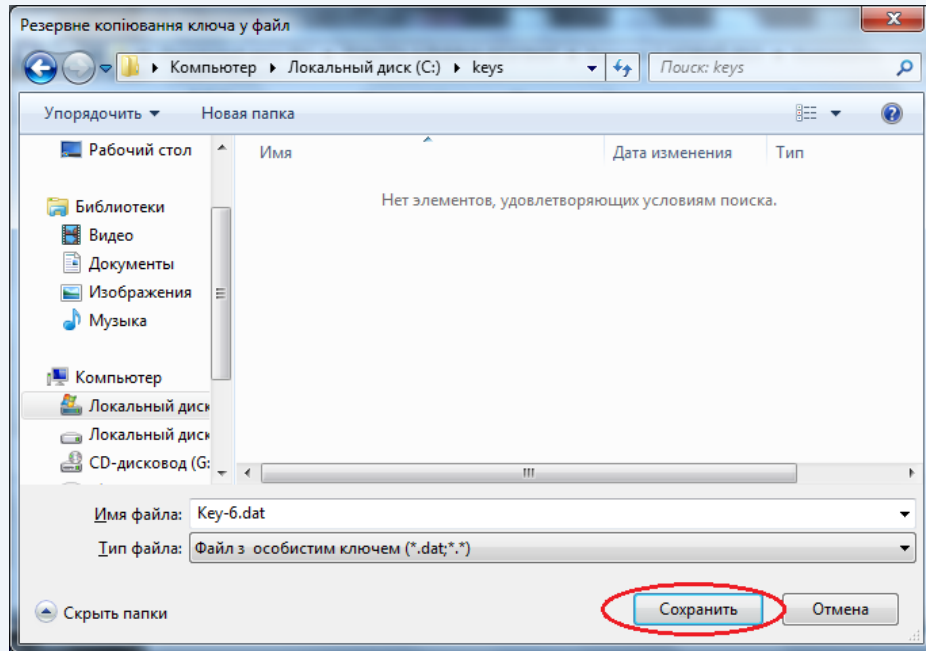 Резервне копіювання ключа у файл
Компьютер ▸ Локальный диск (C:) ▸ keys
Поиск: keys
Упорядочить ▼ Новая папка
Рабочий стол
Имя Дата изменения Тип
Нет элементов, удовлетворяющих условиям поиска.
Библиотеки
Видео
Документы
Изображения
Музыка
Компьютер
Локальный диск
Локальный диск
CD-дисковод (G:
Имя файла: Key-6.dat
Тип файла: Файл з особистим ключем (*.dat;*.*)
Скрыть папки
Сохранить
Отмена